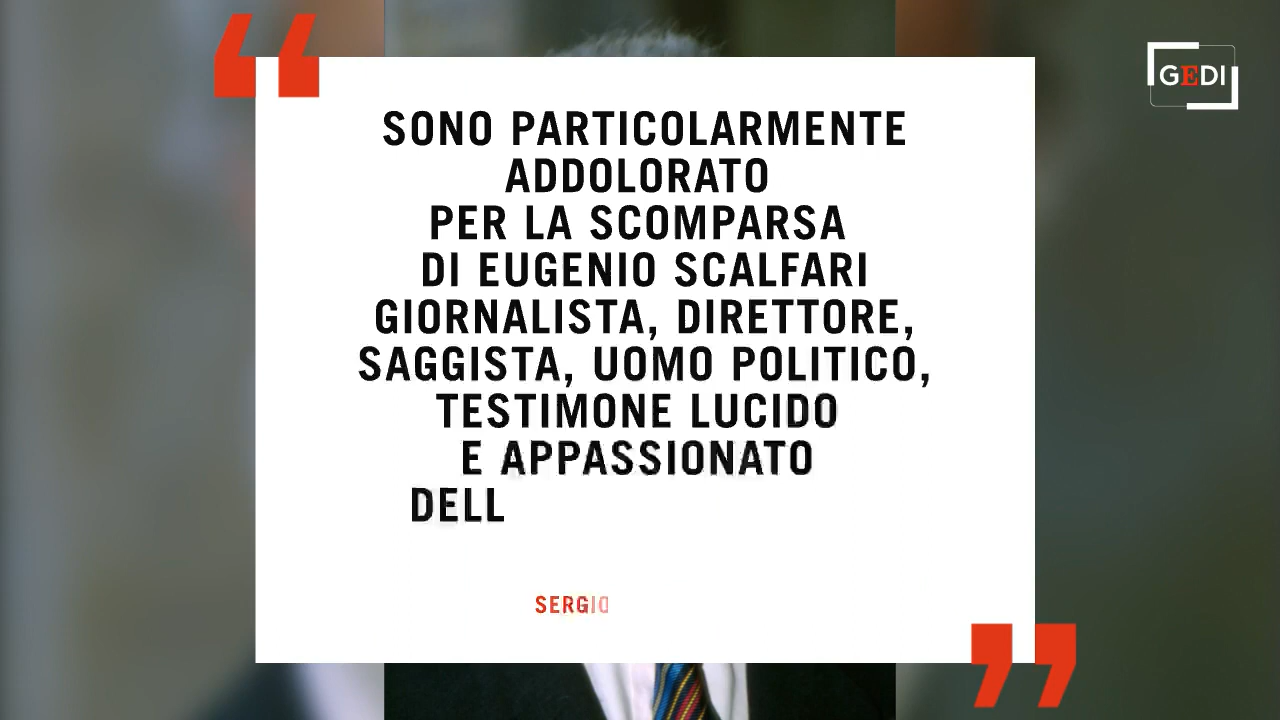 GEDI
SONO PARTICOLARMENTE
ADDOLORATO
PER LA SCOMPARSA
DI EUGENIO SCALFARI
GIORNALISTA, DIRETTORE,
SAGGISTA, UOMO POLITICO,
TESTIMONE LUCIDO
E APPASSIONATO
DELL
SERGIO